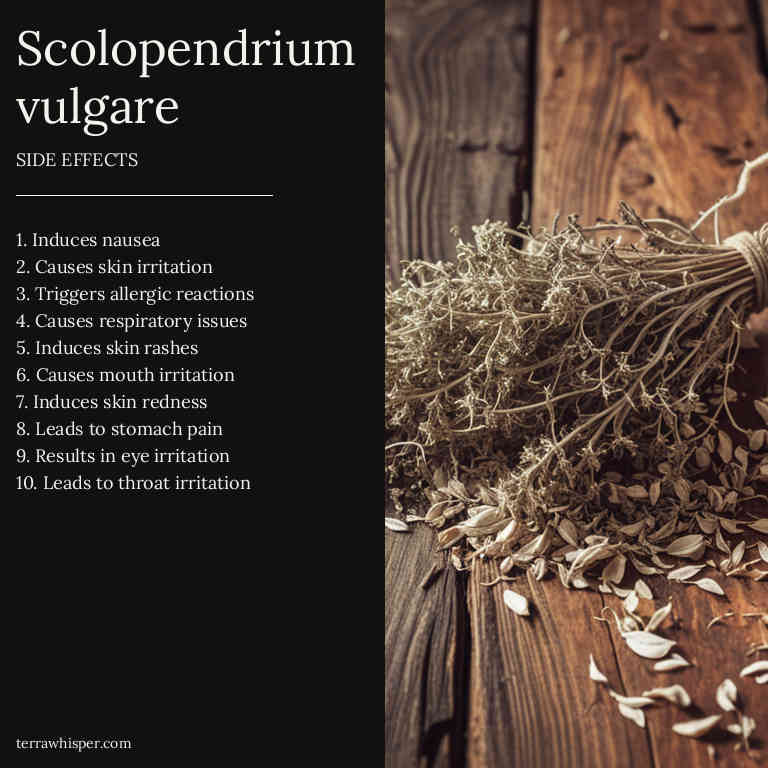 Scolopendrium
vulgare
SIDE EFFECTS
1. Induces nausea
2. Causes skin irritation
3. Triggers allergic reactions
4. Causes respiratory issues
5. Induces skin rashes
6. Causes mouth irritation
7. Induces skin redness
8. Leads to stomach pain
9. Results in eye irritation
10. Leads to throat irritation
terrawhisper.com